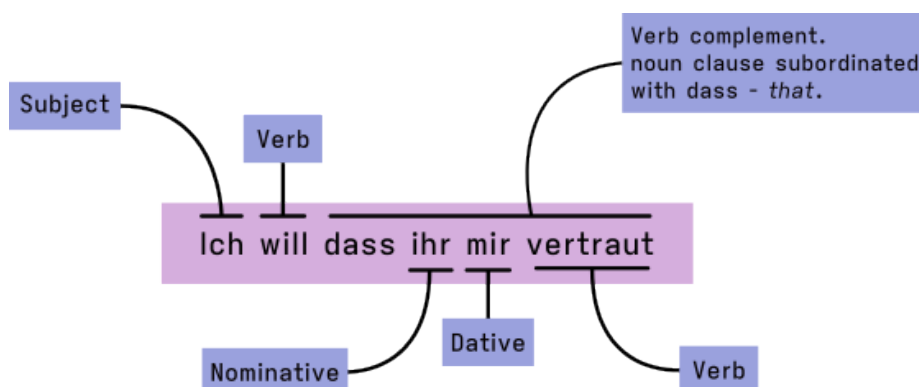 Verb complement.
noun clause subordinated
with dass - that.
Subject
Verb
Ich will dass ihr mir vertraut
Dative
Nominative
Verb